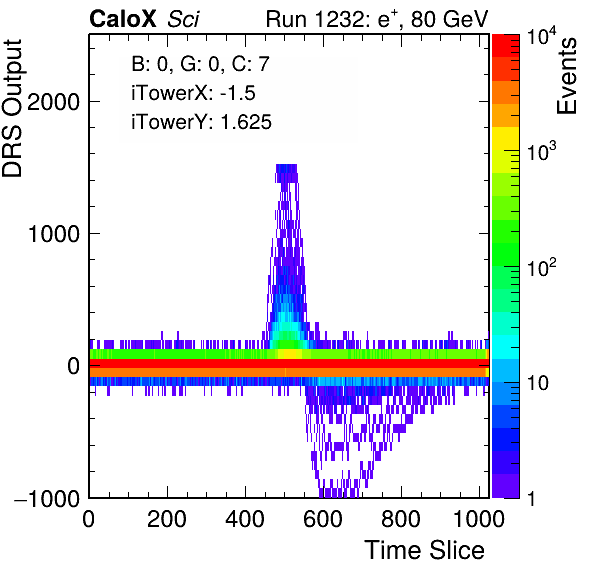 CaloX Sci
Run 1232: e⁺, 80 GeV
B: 0, G: 0, C: 7
iTowerX: -1.5
iTowerY: 1.625
DRS Output
2000
1000
0
−1000
0 200 400 600 800 1000
Time Slice
Events
10⁴
10³
10²
10
1